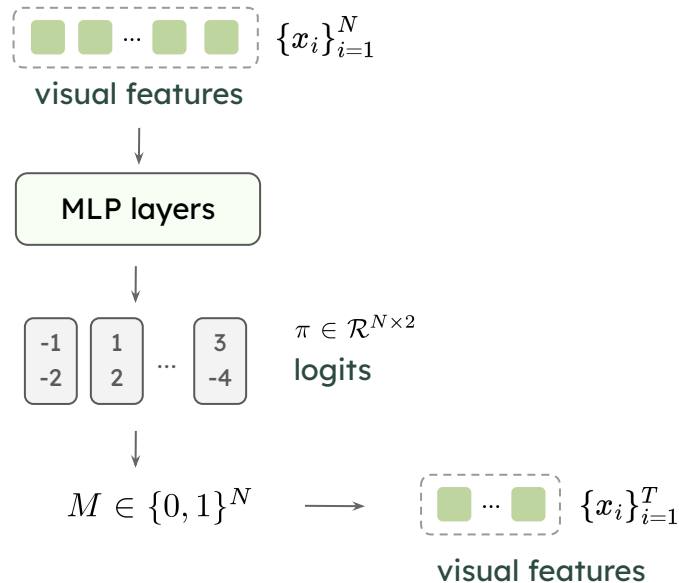 ... {x_i}_{i=1}^N
visual features
MLP layers
-1 1 3
-2 2 ... -4
π ∈ ℛ^{N×2}
logits
M ∈ {0, 1}^N
... {x_i}_{i=1}^T
visual features